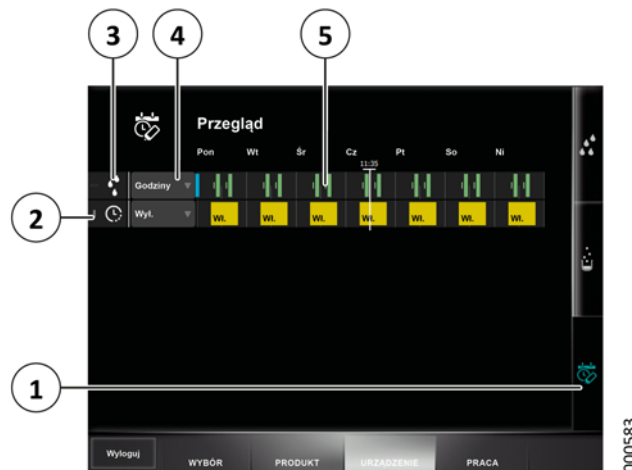 3 4 5
Przegląd
Pon Wt Śr Cz Pt So Ni
11:35
Godziny
2
Wył.
Wł. Wł. Wł. Wł. Wł. Wł. Wł.
1
Wyloguj
WYBÓR PRODUKT URZĄDZENIE PRACA
000583